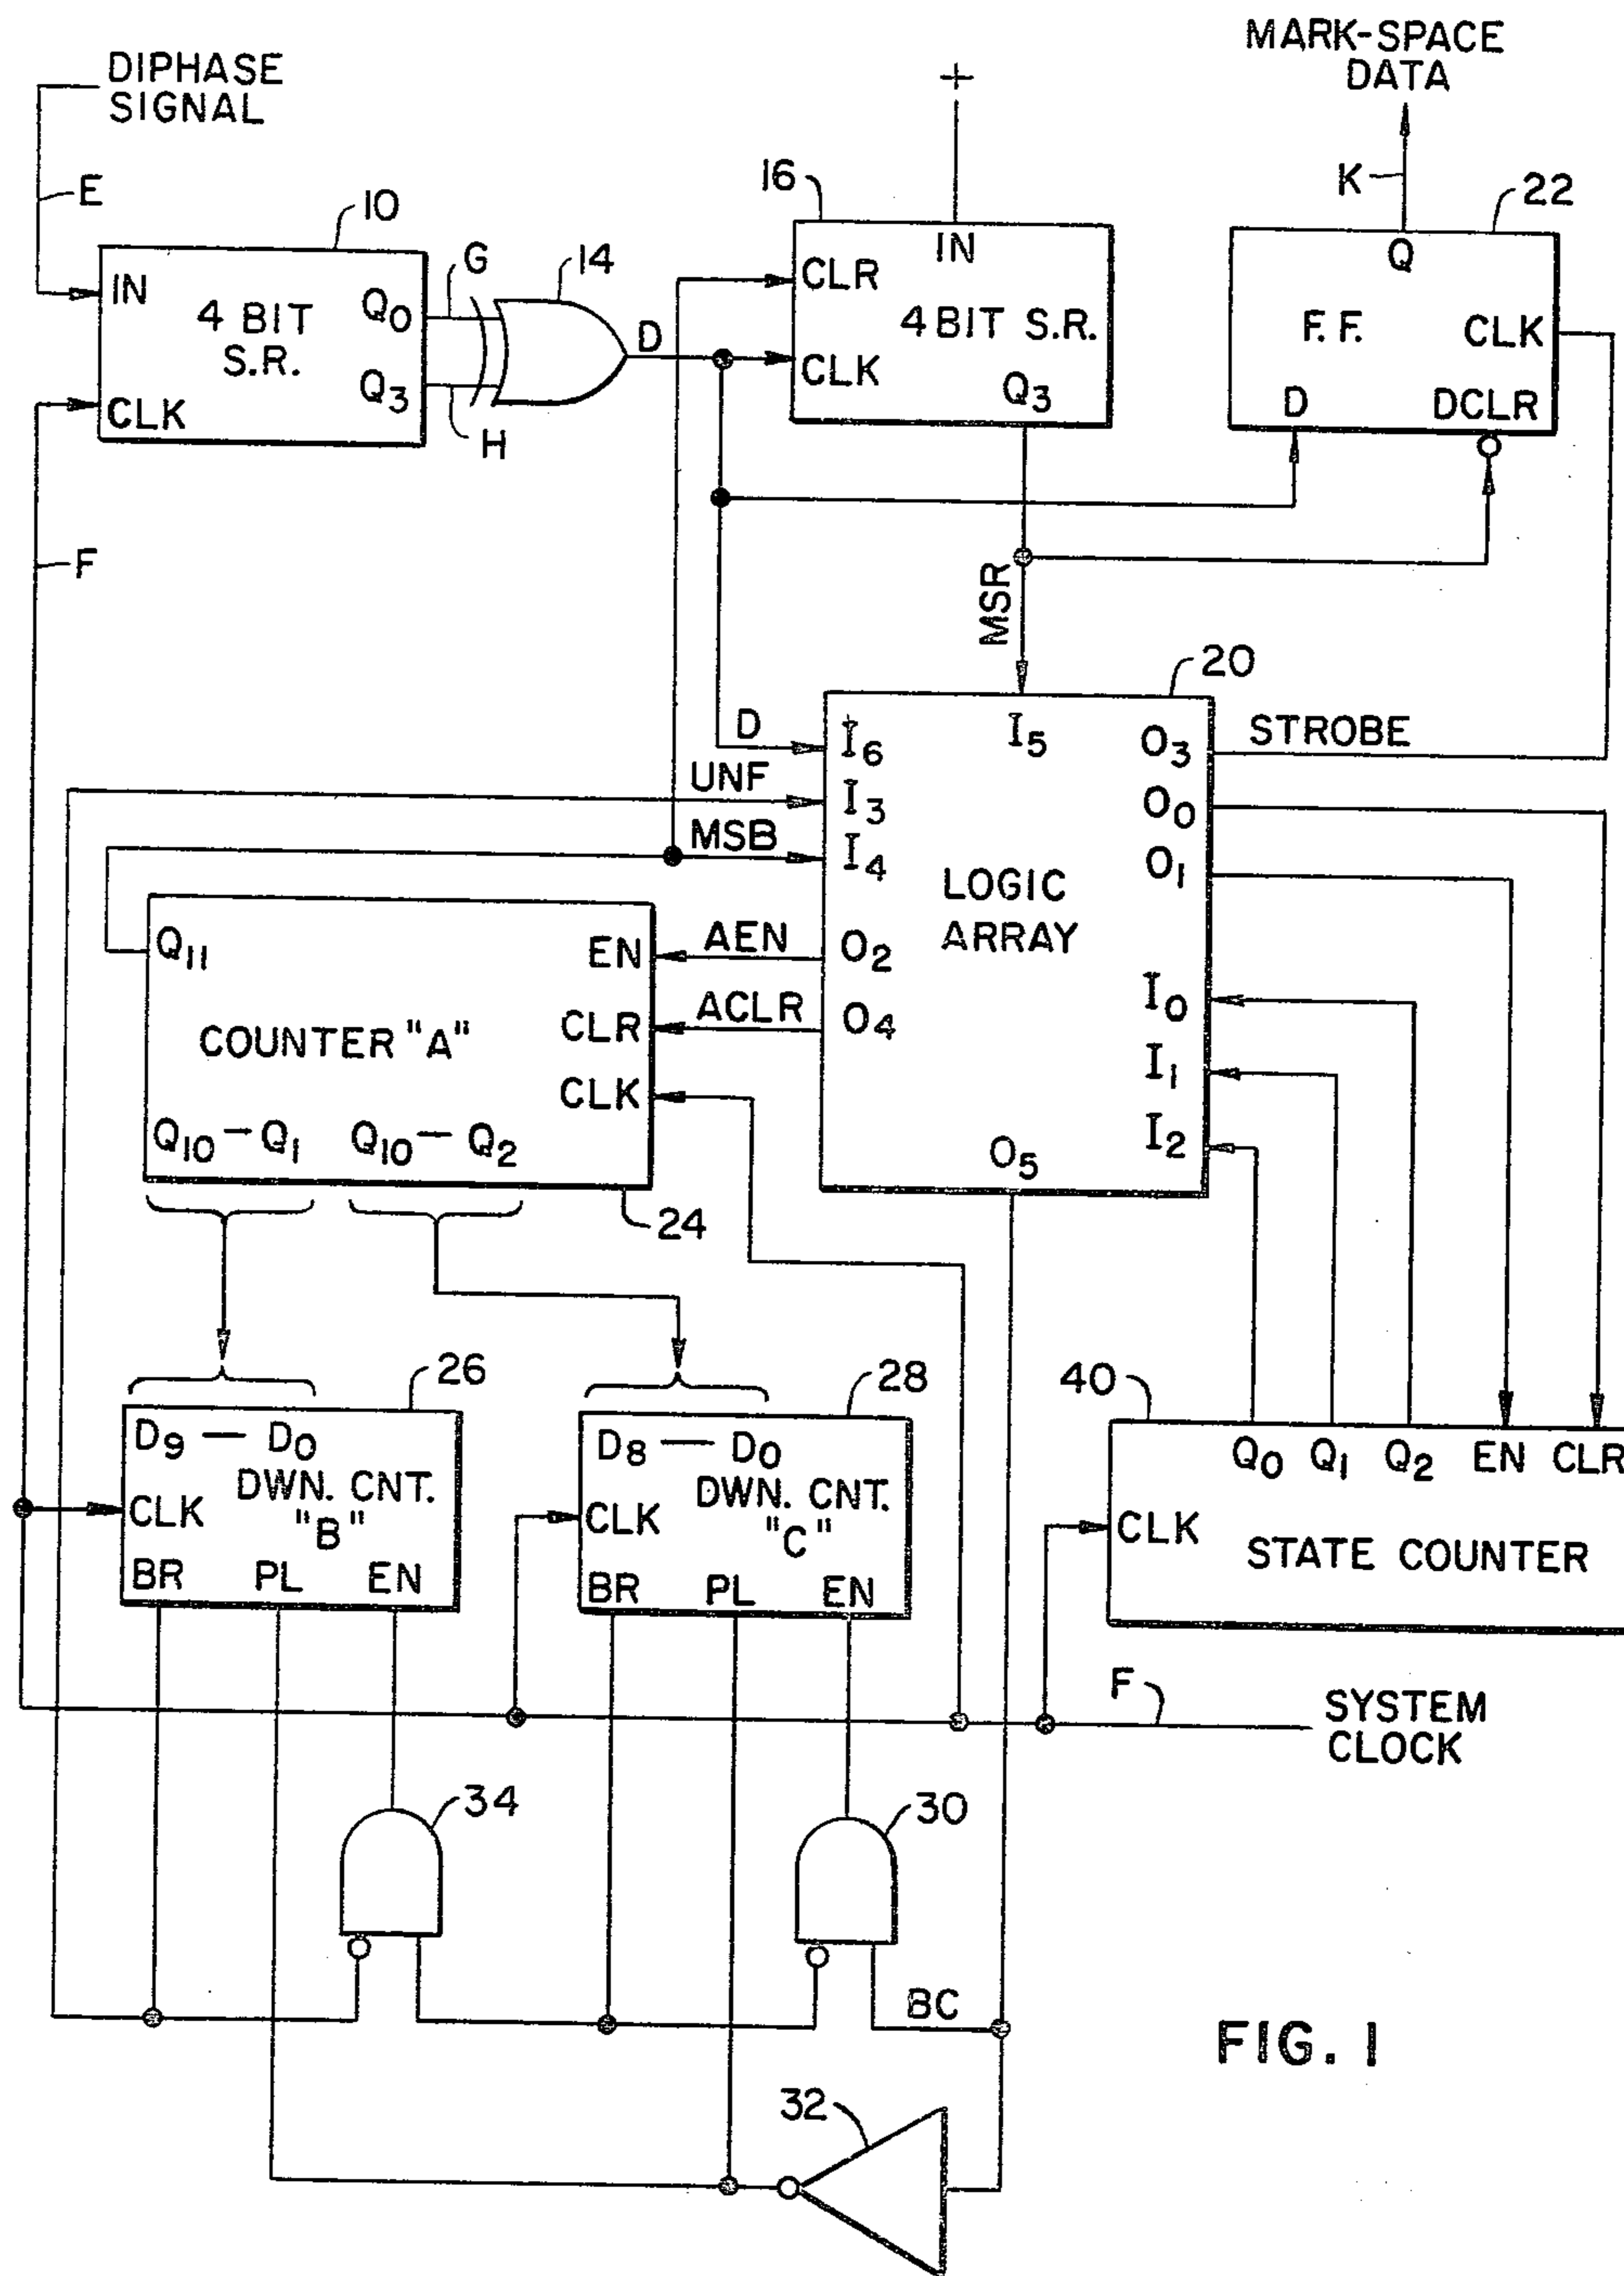 DIPHASE
SIGNAL
MARK-SPACE
DATA
+
E
K
10
16
22
IN
4 BIT
S.R.
Q0
Q3
CLK
G
H
14
D
CLR
IN
4 BIT S.R.
CLK
Q3
Q
F.F.
CLK
D
DCLR
F
MSR
20
D
UNF
MSB
I6
I3
I4
I5
O3
O0
O1
STROBE
LOGIC
ARRAY
Q11
EN
AEN
O2
CLR
ACLR
O4
COUNTER "A"
CLK
Q10 – Q1
Q10 – Q2
24
I0
I1
I2
O5
26
28
40
D9 — D0
DWN. CNT.
"B"
CLK
BR
PL
EN
D8 — D0
DWN. CNT.
"C"
CLK
BR
PL
EN
Q0
Q1
Q2
EN
CLR
CLK
STATE COUNTER
F
SYSTEM
CLOCK
34
30
BC
32
FIG. 1